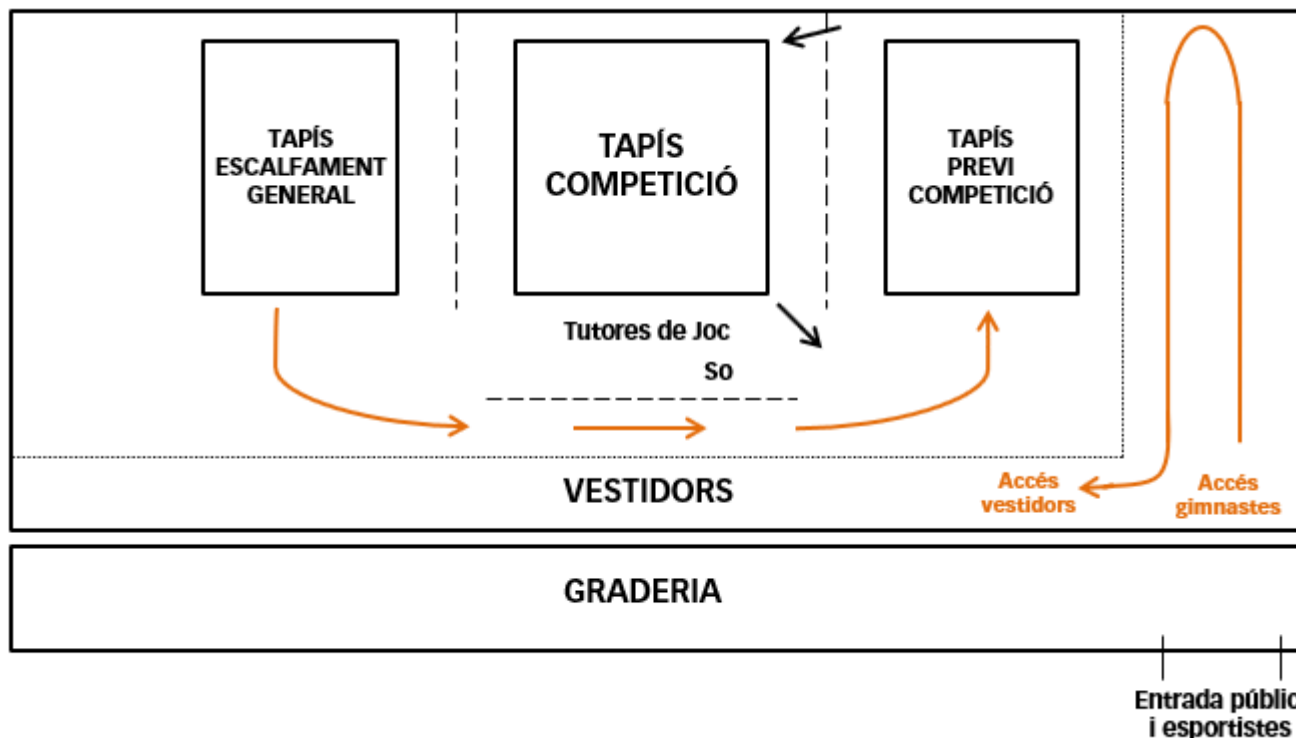 TAPÍS
ESCALFAMENT
GENERAL
TAPÍS
COMPETICIÓ
TAPÍS
PREVI
COMPETICIÓ
Tutores de Joc
So
VESTIDORS
Accés
vestidors
Accés
gimnastes
GRADERIA
Entrada públic
i esportistes